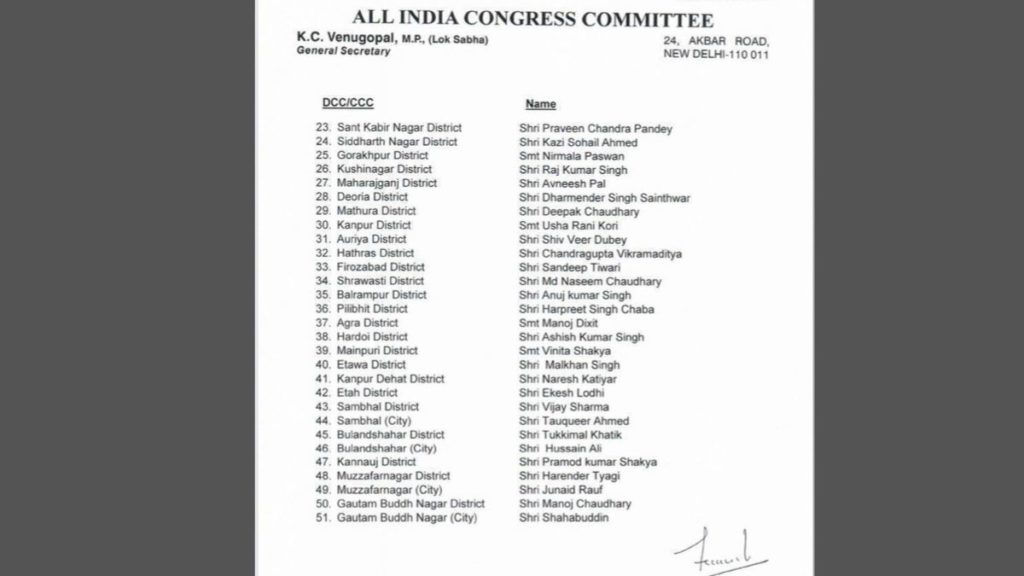 ALL INDIA CONGRESS COMMITTEE
K.C. Venugopal, M.P., (Lok Sabha)
General Secretary
24, AKBAR ROAD,
NEW DELHI-110 011
DCC/CCC Name
23. Sant Kabir Nagar District Shri Praveen Chandra Pandey
24. Siddharth Nagar District Shri Kazi Sohail Ahmed
25. Gorakhpur District Smt Nirmala Paswan
26. Kushinagar District Shri Raj Kumar Singh
27. Maharajganj District Shri Avneesh Pal
28. Deoria District Shri Dharmender Singh Sainthwar
29. Mathura District Shri Deepak Chaudhary
30. Kanpur District Smt Usha Rani Kori
31. Auriya District Shri Shiv Veer Dubey
32. Hathras District Shri Chandragupta Vikramaditya
33. Firozabad District Shri Sandeep Tiwari
34. Shrawasti District Shri Md Naseem Chaudhary
35. Balrampur District Shri Anuj kumar Singh
36. Pilibhit District Shri Harpreet Singh Chaba
37. Agra District Smt Manoj Dixit
38. Hardoi District Shri Ashish Kumar Singh
39. Mainpuri District Smt Vinita Shakya
40. Etawa District Shri Malkhan Singh
41. Kanpur Dehat District Shri Naresh Katiyar
42. Etah District Shri Ekesh Lodhi
43. Sambhal District Shri Vijay Sharma
44. Sambhal (City) Shri Tauqueer Ahmed
45. Bulandshahar District Shri Tukkimal Khatik
46. Bulandshahar (City) Shri Hussain Ali
47. Kannauj District Shri Pramod kumar Shakya
48. Muzzafarnagar District Shri Harender Tyagi
49. Muzzafarnagar (City) Shri Junaid Rauf
50. Gautam Buddh Nagar District Shri Manoj Chaudhary
51. Gautam Buddh Nagar (City) Shri Shahabuddin